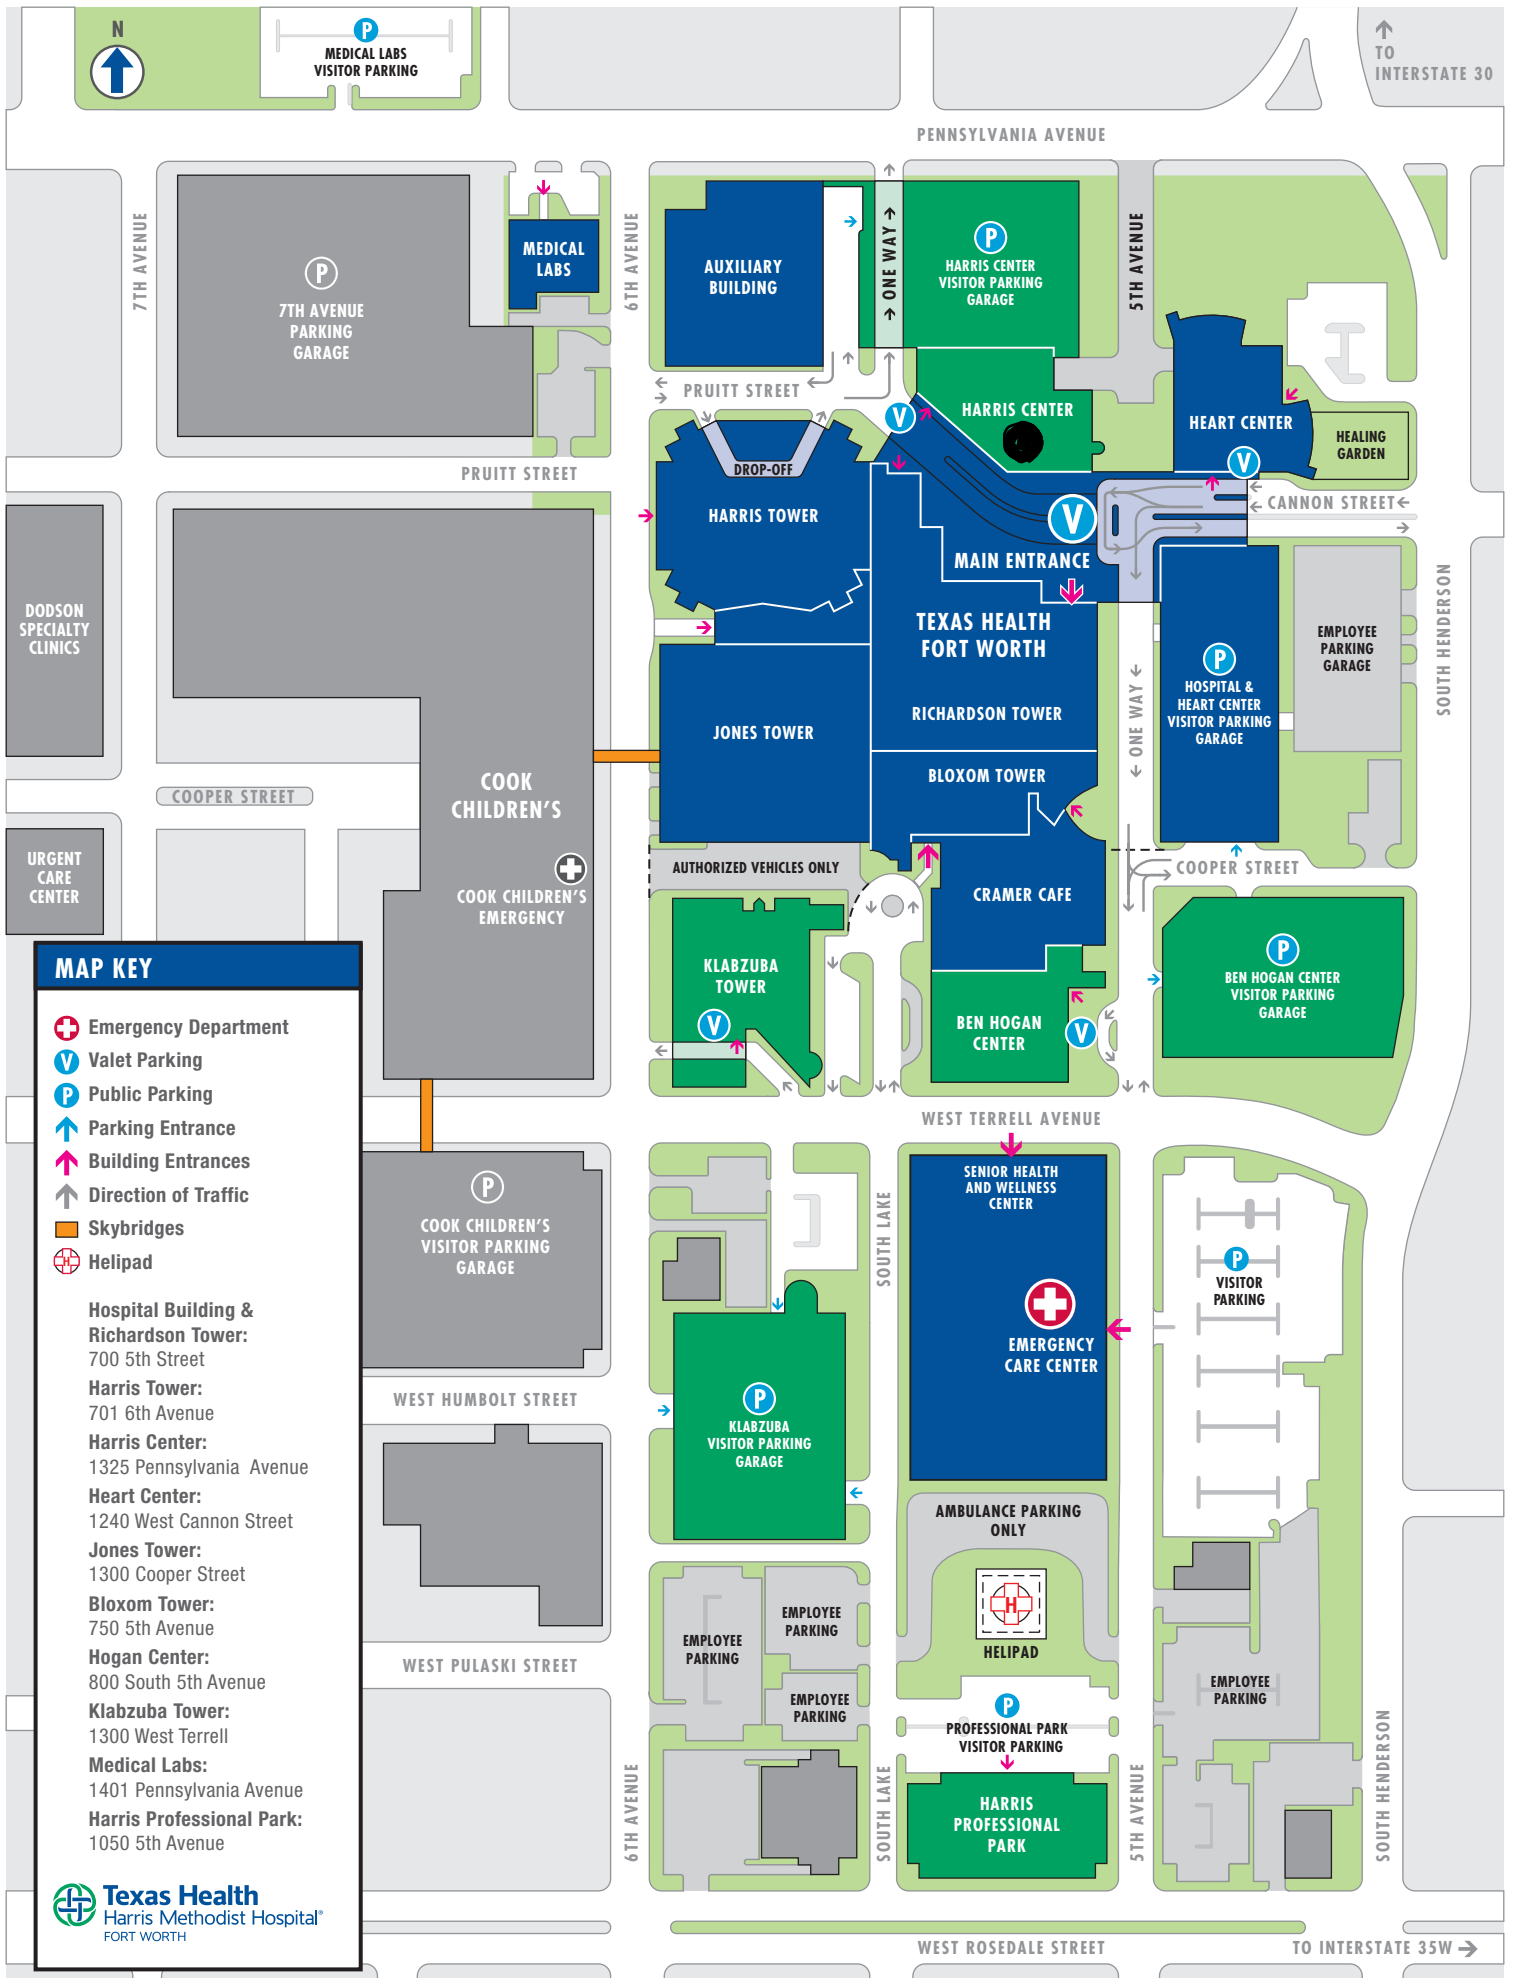 N
P
MEDICAL LABS
VISITOR PARKING
TO
INTERSTATE 30
PENNSYLVANIA AVENUE
7TH AVENUE
P
7TH AVENUE
PARKING
GARAGE
MEDICAL
LABS
6TH AVENUE
AUXILIARY
BUILDING
ONE WAY
P
HARRIS CENTER
VISITOR PARKING
GARAGE
5TH AVENUE
PRUITT STREET
V
HARRIS CENTER
HEART CENTER
V
HEALING
GARDEN
PRUITT STREET
DROP-OFF
HARRIS TOWER
V
MAIN ENTRANCE
CANNON STREET
DODSON
SPECIALTY
CLINICS
TEXAS HEALTH
FORT WORTH
RICHARDSON TOWER
ONE WAY
P
HOSPITAL &
HEART CENTER
VISITOR PARKING
GARAGE
EMPLOYEE
PARKING
GARAGE
SOUTH HENDERSON
JONES TOWER
BLOXOM TOWER
COOPER STREET
COOK
CHILDREN'S
URGENT
CARE
CENTER
COOK CHILDREN'S
EMERGENCY
AUTHORIZED VEHICLES ONLY
COOPER STREET
CRAMER CAFE
KLABZUBA
TOWER
V
BEN HOGAN
CENTER
V
P
BEN HOGAN CENTER
VISITOR PARKING
GARAGE
WEST TERRELL AVENUE
MAP KEY
Emergency Department
V Valet Parking
P Public Parking
Parking Entrance
Building Entrances
Direction of Traffic
Skybridges
H Helipad
Hospital Building &
Richardson Tower:
700 5th Street
Harris Tower:
701 6th Avenue
Harris Center:
1325 Pennsylvania Avenue
Heart Center:
1240 West Cannon Street
Jones Tower:
1300 Cooper Street
Bloxom Tower:
750 5th Avenue
Hogan Center:
800 South 5th Avenue
Klabzuba Tower:
1300 West Terrell
Medical Labs:
1401 Pennsylvania Avenue
Harris Professional Park:
1050 5th Avenue
Texas Health
Harris Methodist Hospital®
FORT WORTH
P
COOK CHILDREN'S
VISITOR PARKING
GARAGE
SOUTH LAKE
SENIOR HEALTH
AND WELLNESS
CENTER
EMERGENCY
CARE CENTER
P
VISITOR
PARKING
WEST HUMBOLT STREET
P
KLABZUBA
VISITOR PARKING
GARAGE
AMBULANCE PARKING
ONLY
H
HELIPAD
EMPLOYEE
PARKING
EMPLOYEE
PARKING
EMPLOYEE
PARKING
EMPLOYEE
PARKING
WEST PULASKI STREET
P
PROFESSIONAL PARK
VISITOR PARKING
HARRIS
PROFESSIONAL
PARK
6TH AVENUE
SOUTH LAKE
5TH AVENUE
SOUTH HENDERSON
WEST ROSEDALE STREET
TO INTERSTATE 35W